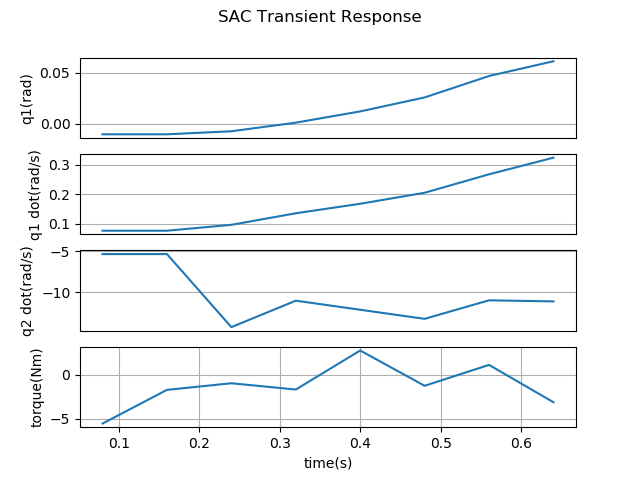 SAC Transient Response
q1(rad)
0.05
0.00
q1 dot(rad/s)
0.3
0.2
0.1
q2 dot(rad/s)
−5
−10
torque(Nm)
0
−5
0.1 0.2 0.3 0.4 0.5 0.6
time(s)